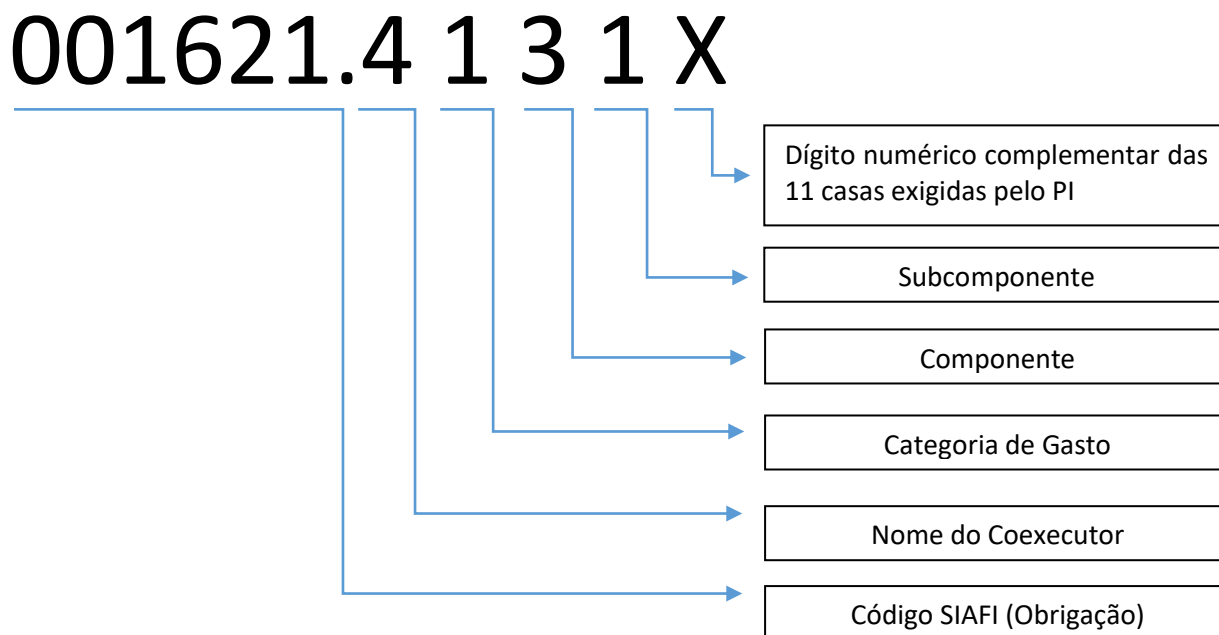 001621.4 1 3 1 X
Dígito numérico complementar das
11 casas exigidas pelo PI
Subcomponente
Componente
Categoria de Gasto
Nome do Coexecutor
Código SIAFI (Obrigação)